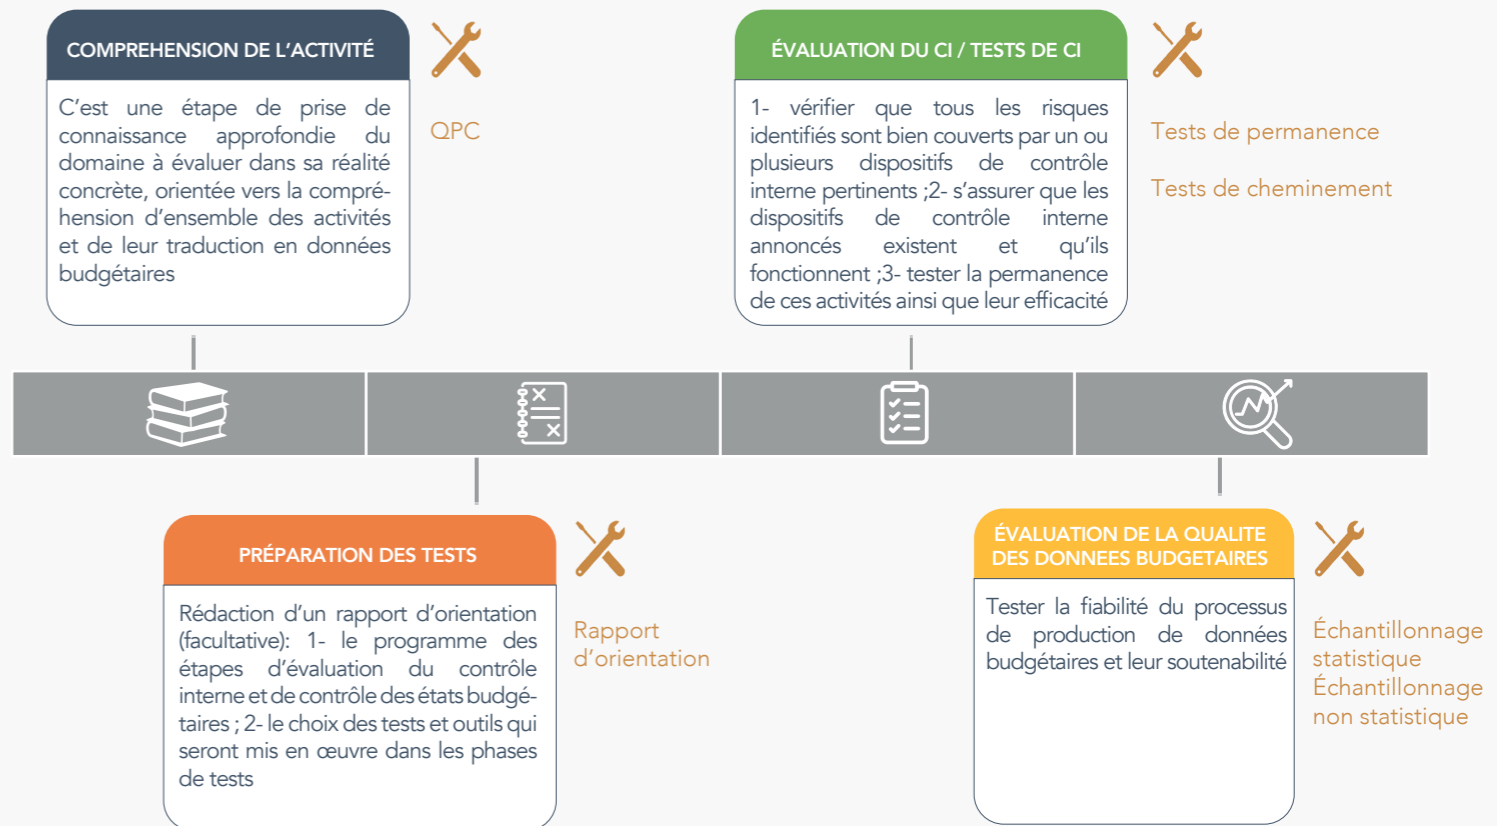 COMPREHENSION DE L'ACTIVITÉ
C'est une étape de prise de
connaissance approfondie du
domaine à évaluer dans sa réalité
concrète, orientée vers la compré-
hension d'ensemble des activités
et de leur traduction en données
budgétaires
QPC
ÉVALUATION DU CI / TESTS DE CI
1- vérifier que tous les risques
identifiés sont bien couverts par un ou
plusieurs dispositifs de contrôle
interne pertinents ;2- s'assurer que les
dispositifs de contrôle interne
annoncés existent et qu'ils
fonctionnent ;3- tester la permanence
de ces activités ainsi que leur efficacité
Tests de permanence
Tests de cheminement
PRÉPARATION DES TESTS
Rédaction d'un rapport d'orientation
(facultative): 1- le programme des
étapes d'évaluation du contrôle
interne et de contrôle des états budgé-
taires ; 2- le choix des tests et outils qui
seront mis en œuvre dans les phases
de tests
Rapport
d'orientation
ÉVALUATION DE LA QUALITE
DES DONNEES BUDGETAIRES
Tester la fiabilité du processus
de production de données
budgétaires et leur soutenabilité
Échantillonnage
statistique
Échantillonnage
non statistique